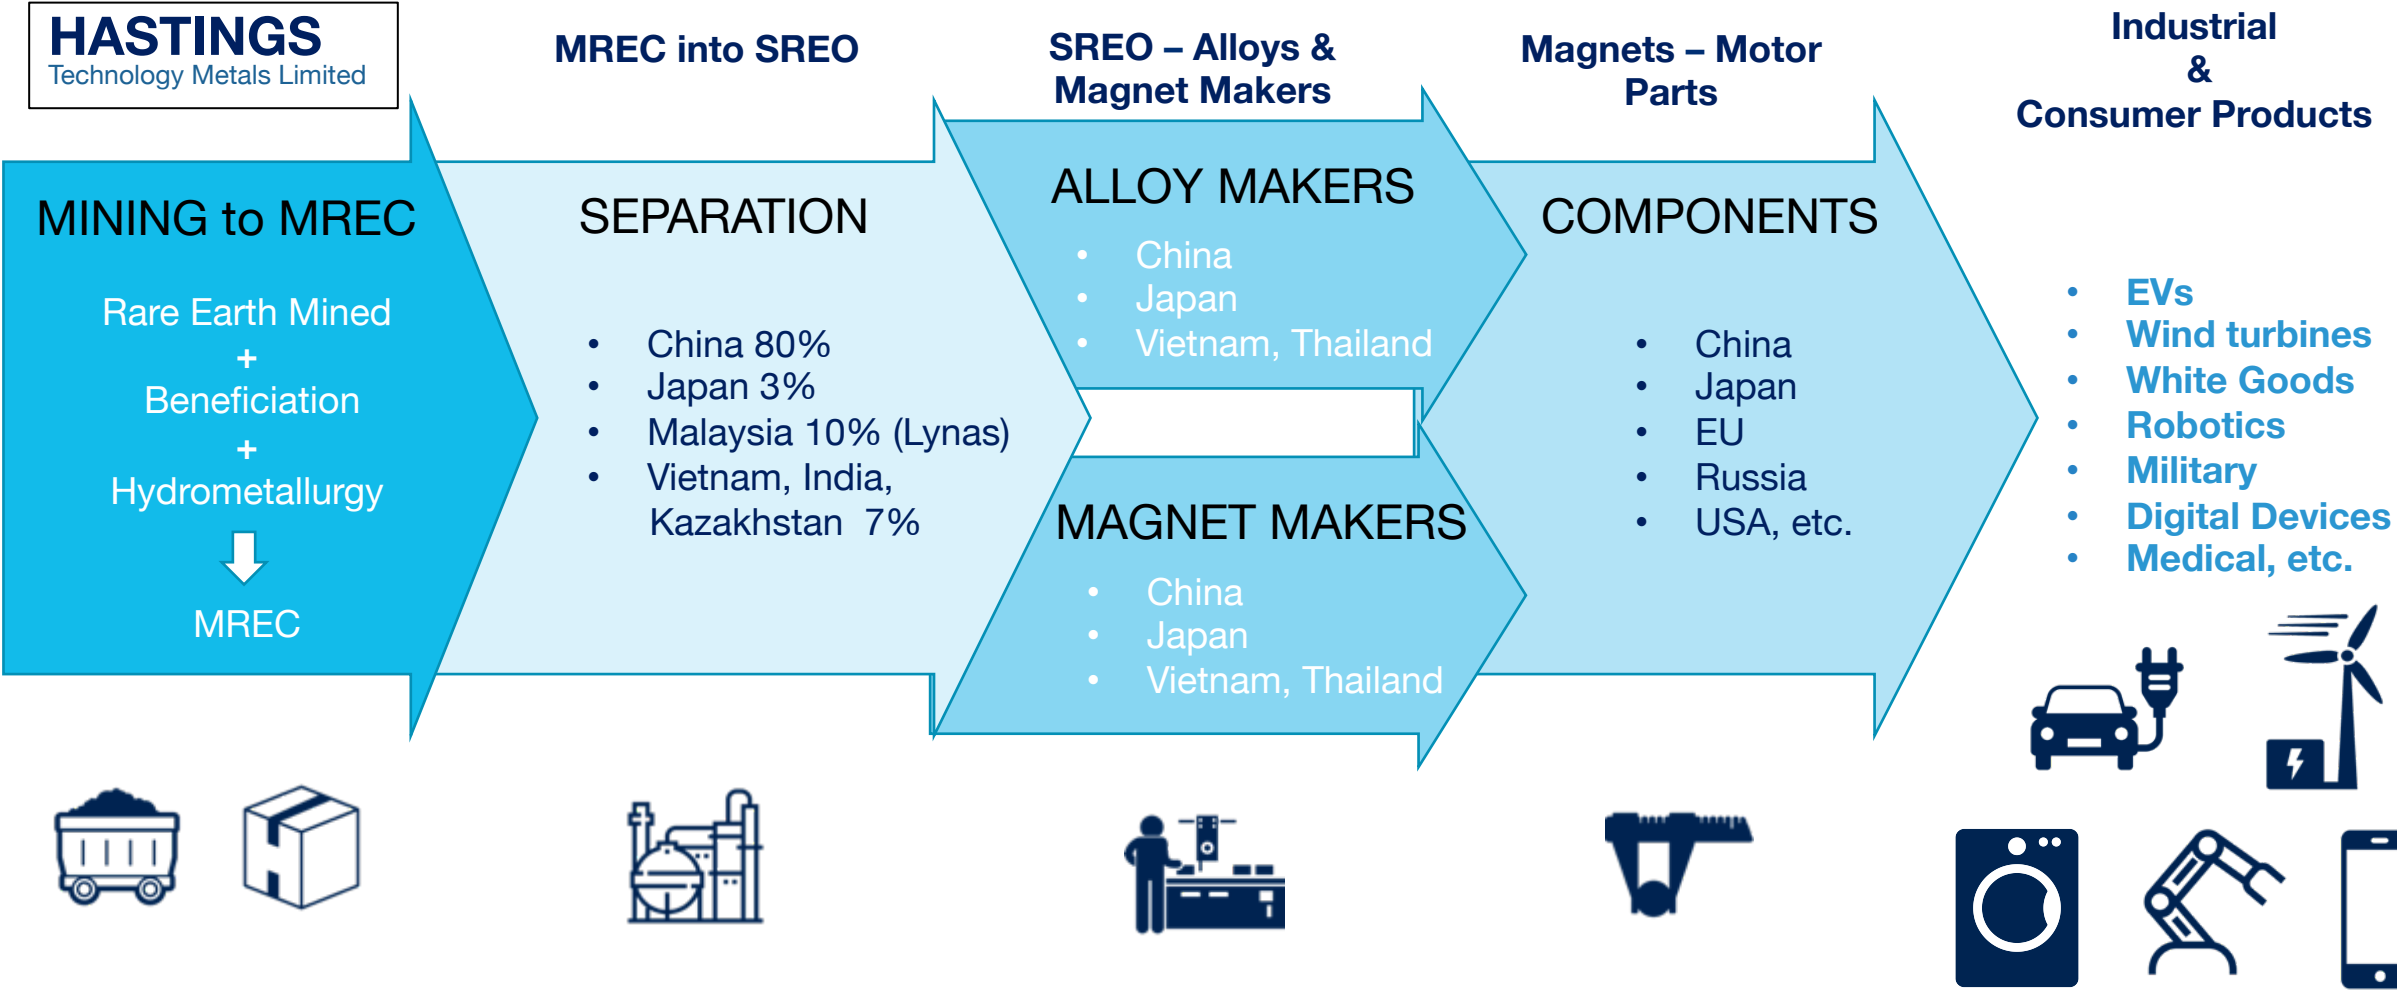 HASTINGS
Technology Metals Limited
MINING to MREC
Rare Earth Mined
+
Beneficiation
+
Hydrometallurgy
MREC
MREC into SREO
SEPARATION
• China 80%
• Japan 3%
• Malaysia 10% (Lynas)
• Vietnam, India,
Kazakhstan 7%
SREO – Alloys &
Magnet Makers
ALLOY MAKERS
• China
• Japan
• Vietnam, Thailand
MAGNET MAKERS
• China
• Japan
• Vietnam, Thailand
Magnets – Motor
Parts
COMPONENTS
• China
• Japan
• EU
• Russia
• USA, etc.
Industrial
&
Consumer Products
• EVs
• Wind turbines
• White Goods
• Robotics
• Military
• Digital Devices
• Medical, etc.